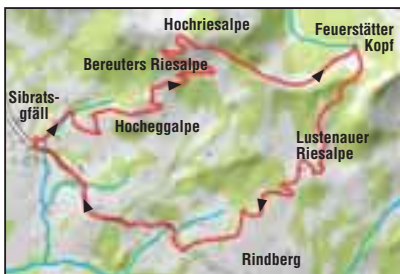 Hochriesalpe
Feuerstätter
Kopf
Bereuters Riesalpe
Sibrats-
gfäll
Hocheggalpe
Lustenauer
Riesalpe
Rindberg